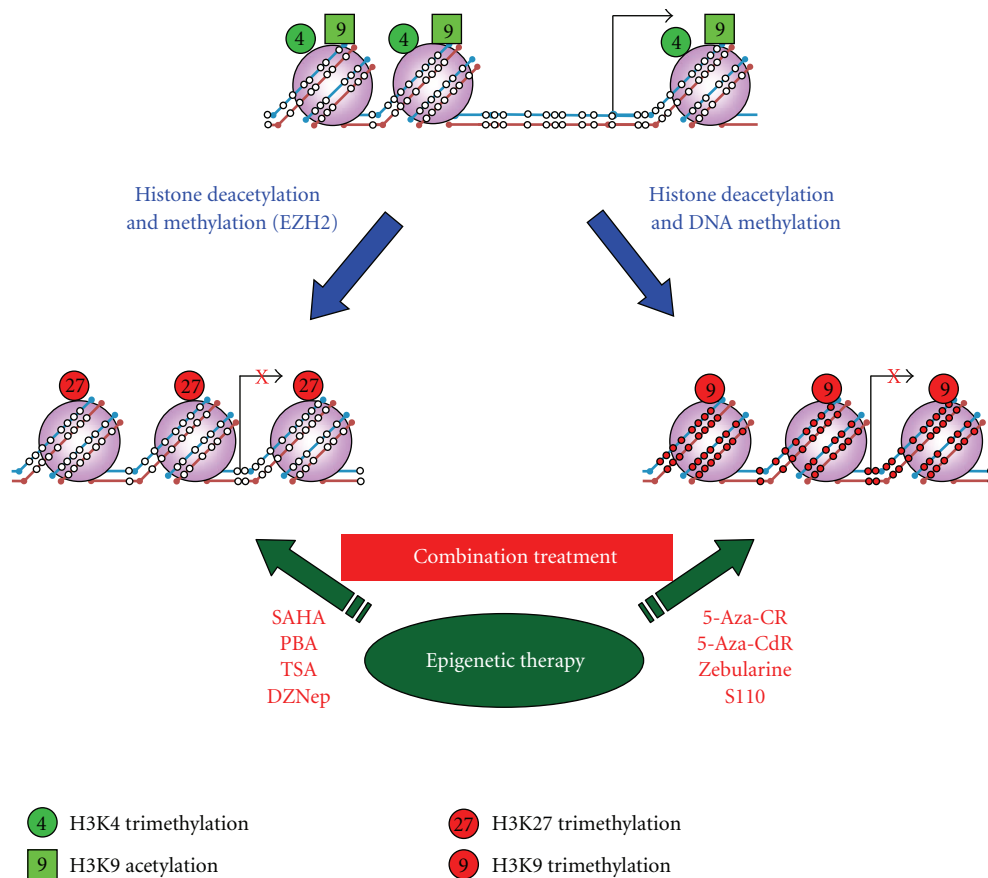 4 9 4 9 4 9
Histone deacetylation
and methylation (EZH2)
Histone deacetylation
and DNA methylation
27 27 X 27
9 9 X 9
Combination treatment
SAHA
PBA
TSA
DZNep
Epigenetic therapy
5-Aza-CR
5-Aza-CdR
Zebularine
S110
4 H3K4 trimethylation
9 H3K9 acetylation
27 H3K27 trimethylation
9 H3K9 trimethylation